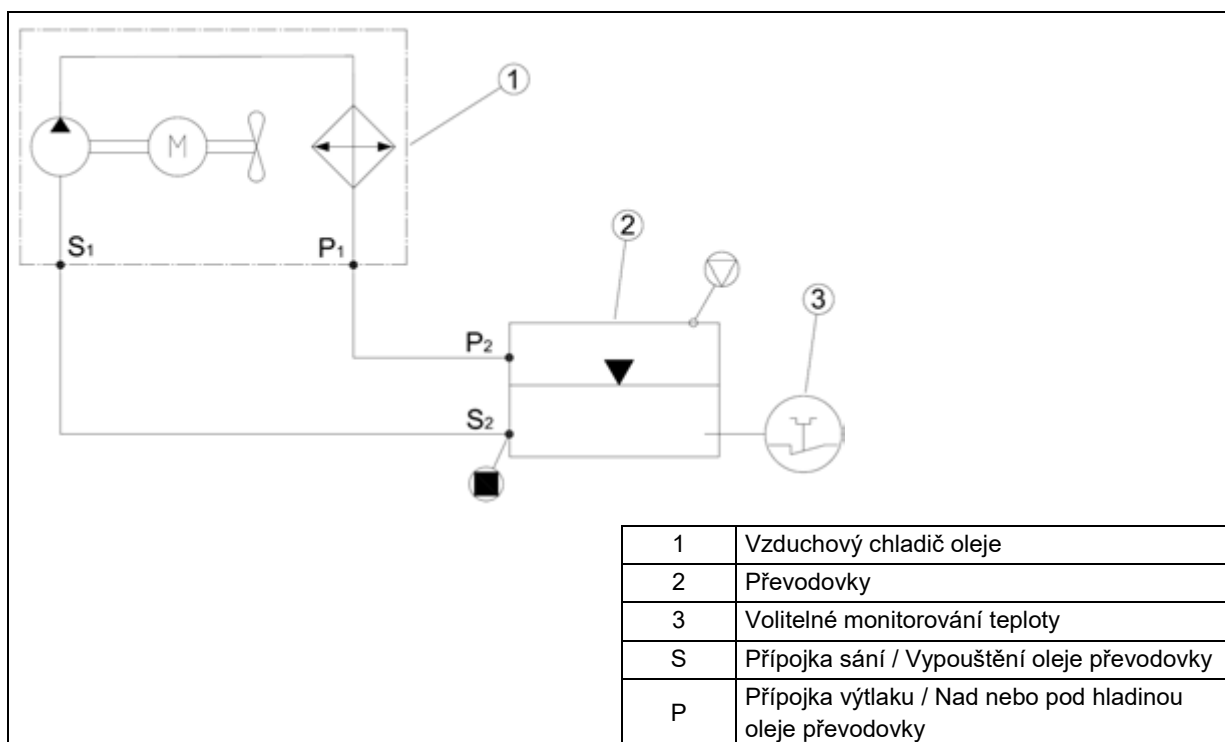 1
M
S1
P1
2
3
P2
S2
1 Vzduchový chladič oleje
2 Převodovky
3 Volitelné monitorování teploty
S Přípojka sání / Vypouštění oleje převodovky
P Přípojka výtlaku / Nad nebo pod hladinou
oleje převodovky